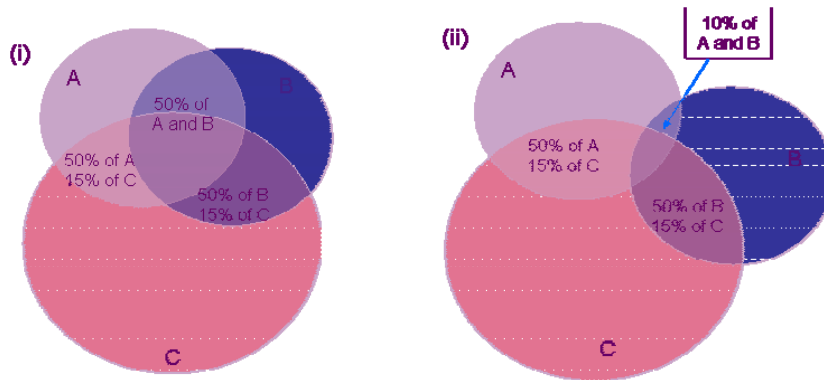 (i)
A
B
50% of
A and B
50% of A
15% of C
50% of B
15% of C
C
(ii)
10% of
A and B
A
B
50% of A
15% of C
50% of B
15% of C
C